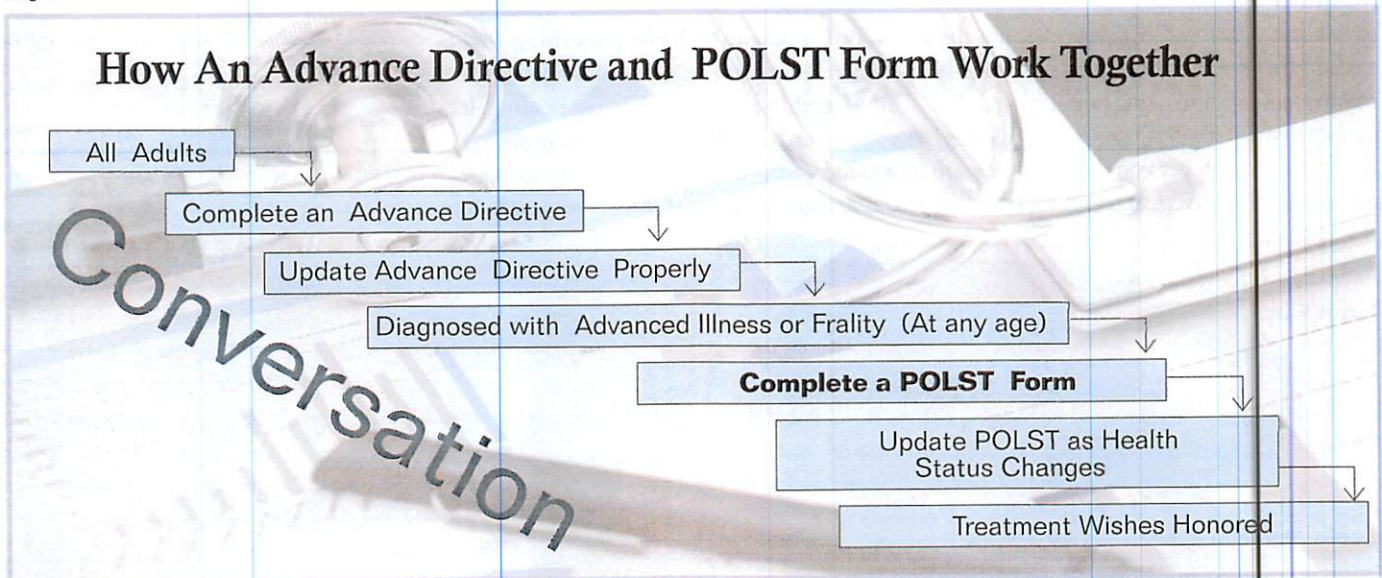 How An Advance Directive and POLST Form Work Together
All Adults
Complete an Advance Directive
Update Advance Directive Properly
Diagnosed with Advanced Illness or Frality (At any age)
Complete a POLST Form
Update POLST as Health
Status Changes
Treatment Wishes Honored
Conversation